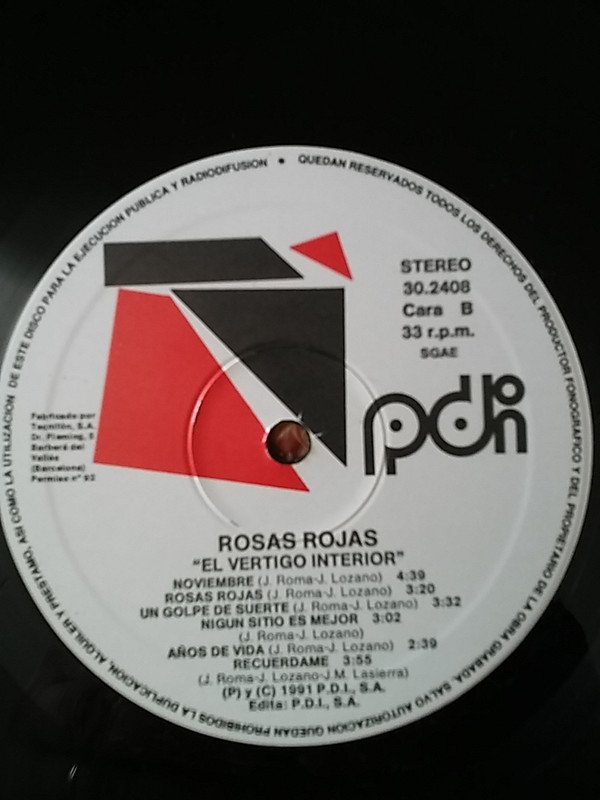 QUEDAN RESERVADOS TODOS LOS DERECHOS DEL PRODUCTOR FONOGRAFICO Y DEL PROPIETARIO DE LA OBRA GRABADA, SALVO AUTORIZACION QUEDAN PROHIBIDOS LA DUPLICACION, ALQUILER Y PRESTAMO, ASI COMO LA UTILIZACION DE ESTE DISCO PARA LA EJECUCION PUBLICA Y RADIODIFUSION •
STEREO
30.2408
Cara B
33 r.p.m.
SGAE
pdi
Fabricado por
Tecnifón, S.A.
Dr. Fleming, 5
Barberá del
Vallés
(Barcelona)
Permiso nº 92
ROSAS ROJAS
"EL VERTIGO INTERIOR"
NOVIEMBRE (J. Roma-J. Lozano) 4:39
ROSAS ROJAS (J. Roma-J. Lozano) 3:20
UN GOLPE DE SUERTE (J. Roma-J. Lozano) 3:32
NIGUN SITIO ES MEJOR 3:02
(J. Roma-J. Lozano)
AÑOS DE VIDA (J. Roma-J. Lozano) 2:39
RECUERDAME 3:55
(J. Roma-J. Lozano-J.M. Lasierra)
(P) y (C) 1991 P.D.I., S.A.
Edita: P.D.I., S.A.